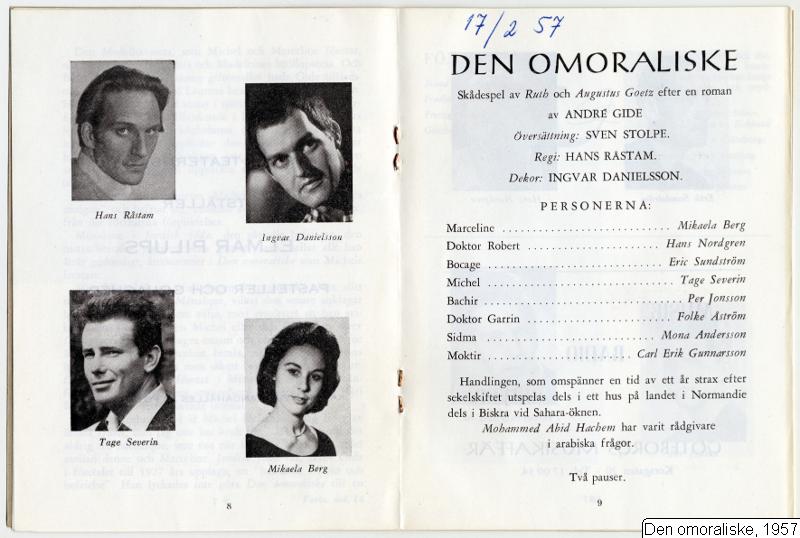 Hans Råstam
Ingvar Danielsson
Tage Severin
Mikaela Berg
8
17/2 57
DEN OMORALISKE
Skådespel av Ruth och Augustus Goetz efter en roman
av ANDRÉ GIDE
Översättning: SVEN STOLPE.
Regi: HANS RÅSTAM.
Dekor: INGVAR DANIELSSON.
PERSONERNA:
Marceline ........................... Mikaela Berg
Doktor Robert ..................... Hans Nordgren
Bocage ............................. Eric Sundström
Michel .............................. Tage Severin
Bachir ............................... Per Jonsson
Doktor Garrin ....................... Folke Åström
Sidma ............................ Mona Andersson
Moktir ........................ Carl Erik Gunnarsson
Handlingen, som omspänner en tid av ett år strax efter
sekelskiftet utspelas dels i ett hus på landet i Normandie
dels i Biskra vid Sahara-öknen.
Mohammed Abid Hachem har varit rådgivare
i arabiska frågor.
Två pauser.
9
Den omoraliske, 1957